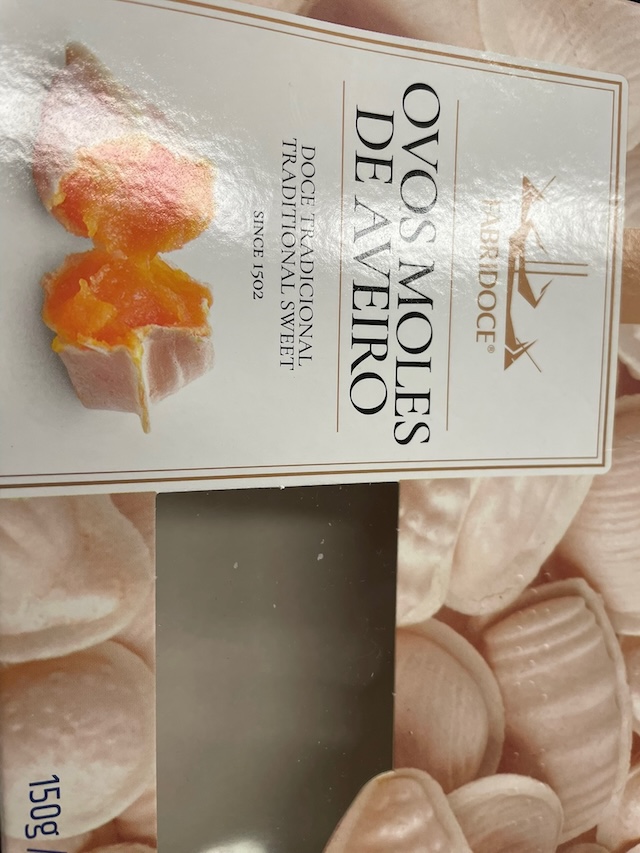 FABRIDOCE®
OVOS MOLES
DE AVEIRO
DOCE TRADICIONAL
TRADITIONAL SWEET
SINCE 1502
150g /